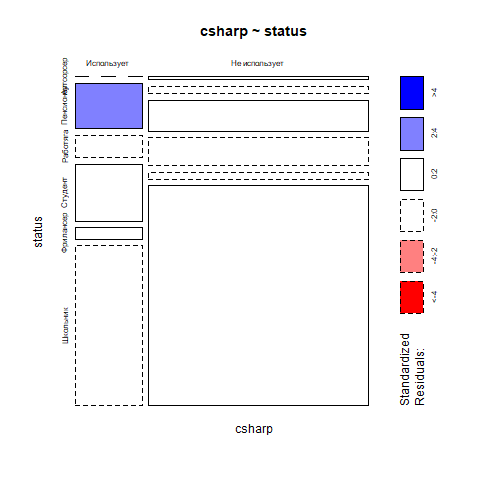 csharp ~ status
Использует
Не использует
Пенсионер
Работяга
Студент
Фрилансер
Школьник
status
csharp
Standardized
Residuals:
<-4
-4:-2
-2:0
0:2
2:4
>4